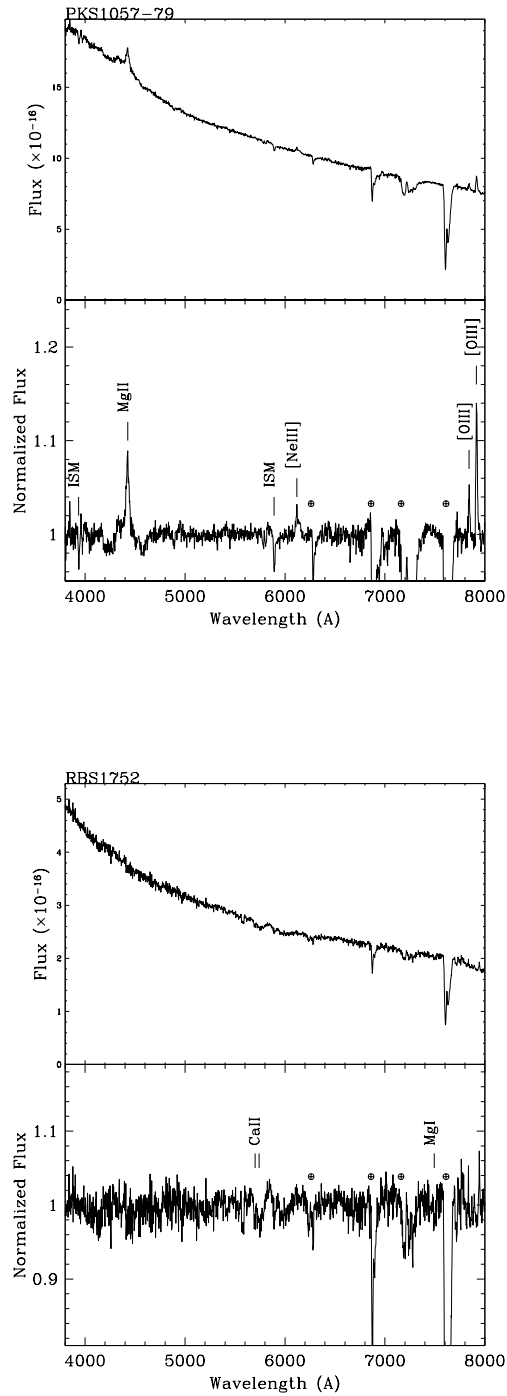 PKS1057−79
15
10
5
0
Flux (×10⁻¹⁶)
[OIII]
1.2
MgII
[OIII]
[NeIII]
1.1
ISM
ISM
⊕ ⊕ ⊕ ⊕
1
Normalized Flux
4000 5000 6000 7000 8000
Wavelength (A)
RBS1752
5
4
3
2
1
0
Flux (×10⁻¹⁶)
CaII
MgI
1.1
⊕ ⊕ ⊕ ⊕
1
0.9
Normalized Flux
4000 5000 6000 7000 8000
Wavelength (A)